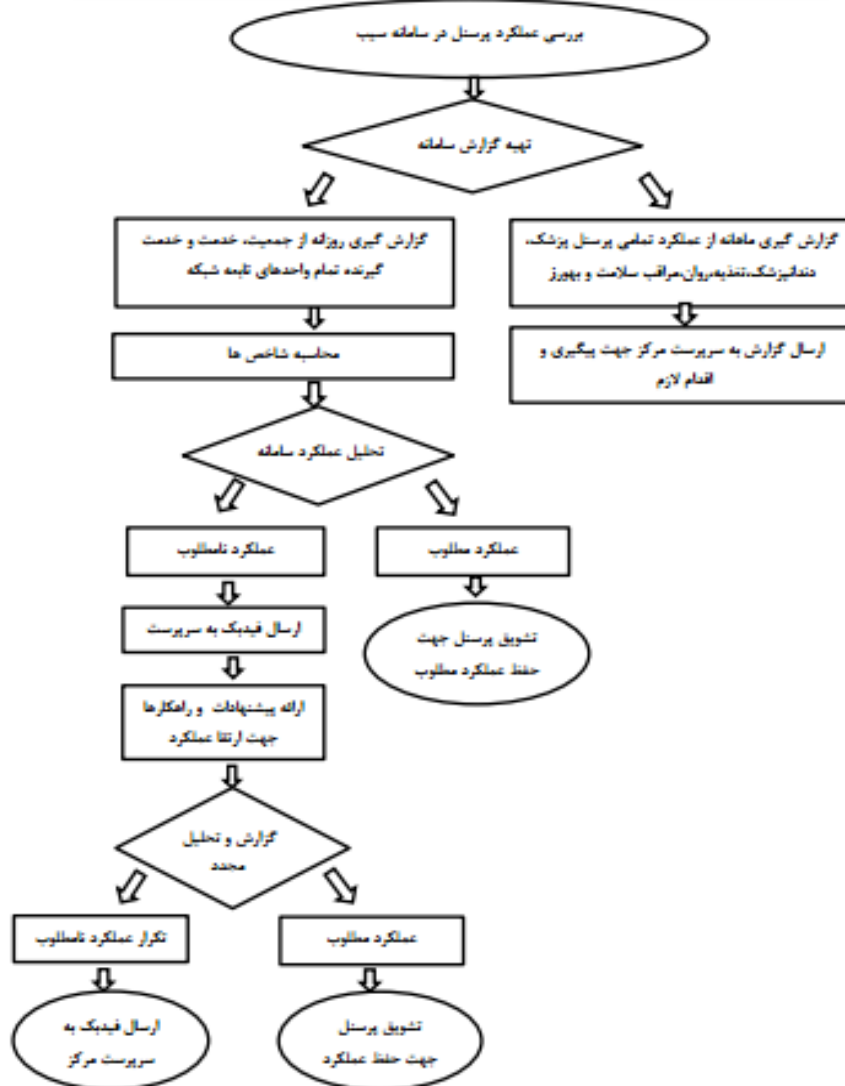 بررسی عملکرد پرسنل در سامانه سیب
تهیه گزارش سامانه
گزارش گیری ماهانه از عملکرد تمامی پرسنل پزشک،
دندانپزشک،تغذیه،روان،مراقب سلامت و بهورز
گزارش گیری روزانه از جمعیت، خدمت و خدمت
گیرنده تمام واحدهای تابعه شبکه
ارسال گزارش به سرپرست مرکز جهت پیگیری و
اقدام لازم
محاسبه شاخص ها
تحلیل عملکرد سامانه
عملکرد مطلوب
عملکرد نامطلوب
تشویق پرسنل جهت
حفظ عملکرد مطلوب
ارسال فیدبک به سرپرست
ارائه پیشنهادات و راهکارها
جهت ارتقا عملکرد
گزارش و تحلیل
مجدد
عملکرد مطلوب
تکرار عملکرد نامطلوب
تشویق پرسنل
جهت حفظ عملکرد
ارسال فیدبک به
سرپرست مرکز